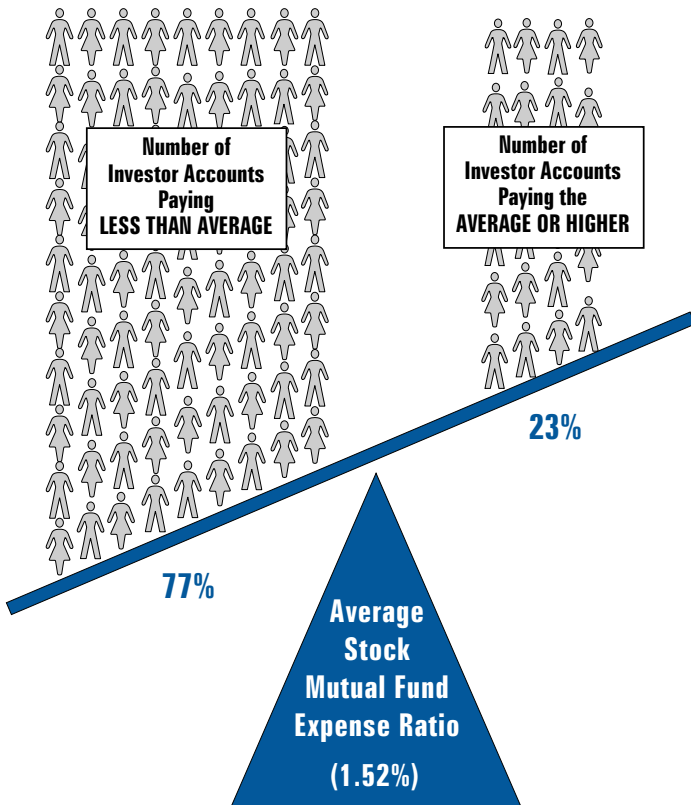 Number of
Investor Accounts
Paying
LESS THAN AVERAGE
Number of
Investor Accounts
Paying the
AVERAGE OR HIGHER
23%
77%
Average
Stock
Mutual Fund
Expense Ratio
(1.52%)